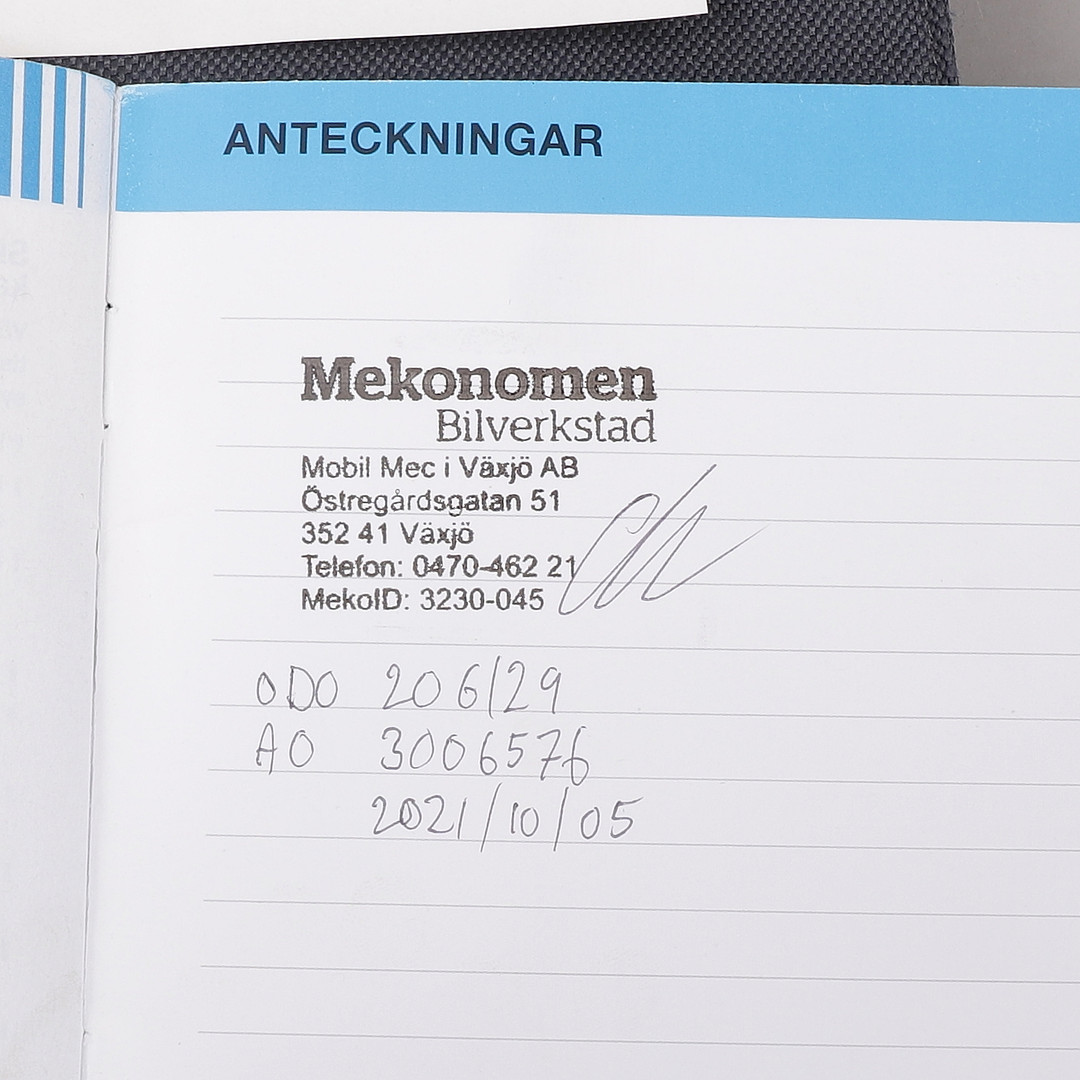 ANTECKNINGAR
Mekonomen
Bilverkstad
Mobil Mec i Växjö AB
Östregårdsgatan 51
352 41 Växjö
Telefon: 0470-462 21
MekoID: 3230-045
ODO 206129
AO 3006576
2021/10/05